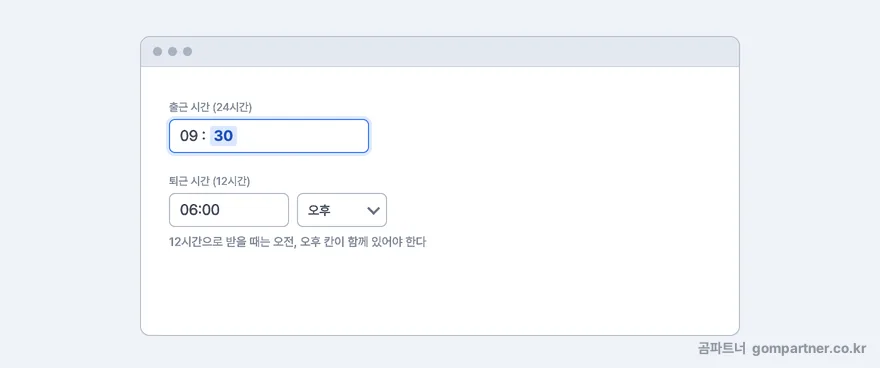 출근 시간 (24시간)
09 : 30
퇴근 시간 (12시간)
06:00 오후
12시간으로 받을 때는 오전, 오후 칸이 함께 있어야 한다
곰파트너 gompartner.co.kr